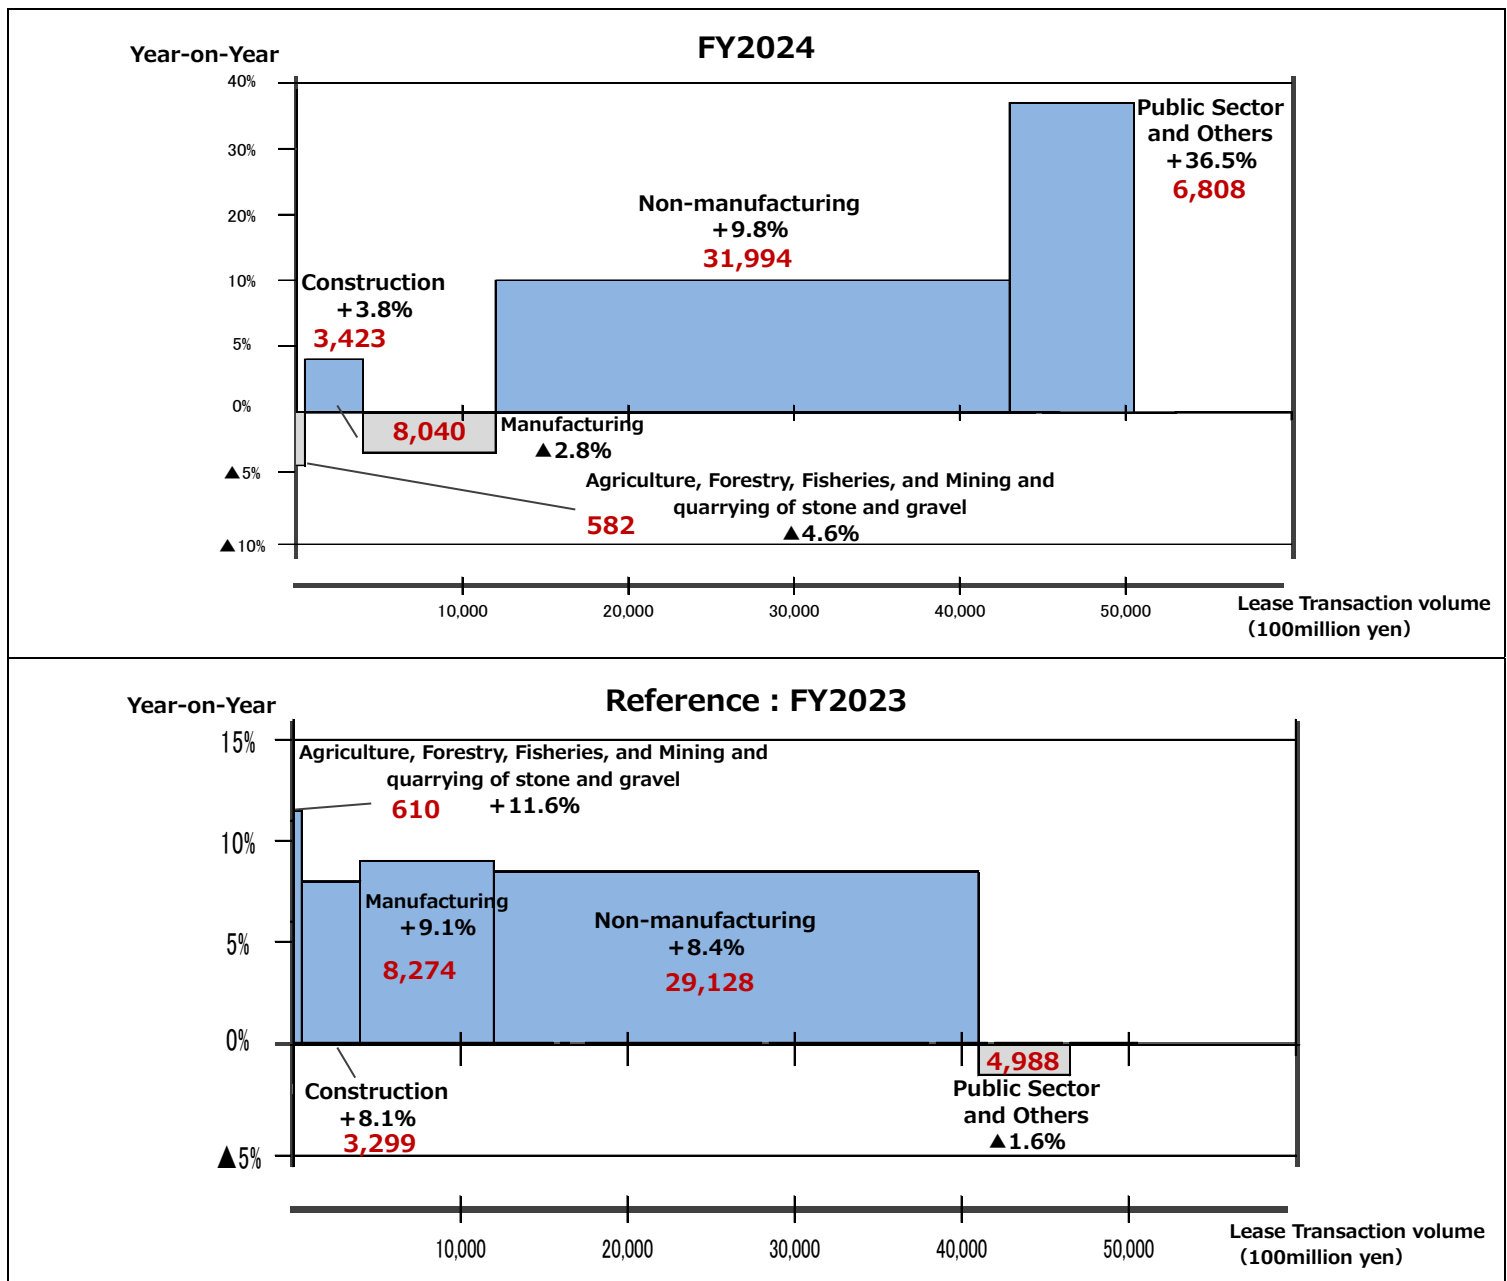 FY2024
Year-on-Year
40%
30%
20%
10%
5%
0%
▲5%
▲10%
Construction
+3.8%
3,423
8,040
Manufacturing
▲2.8%
Non-manufacturing
+9.8%
31,994
Public Sector
and Others
+36.5%
6,808
Agriculture, Forestry, Fisheries, and Mining and
quarrying of stone and gravel
582
▲4.6%
10,000
20,000
30,000
40,000
50,000
Lease Transaction volume
(100million yen)
Reference : FY2023
Year-on-Year
15%
10%
5%
0%
▲5%
Agriculture, Forestry, Fisheries, and Mining and
quarrying of stone and gravel
610 +11.6%
Manufacturing
+9.1%
8,274
Non-manufacturing
+8.4%
29,128
4,988
Public Sector
and Others
▲1.6%
Construction
+8.1%
3,299
10,000
20,000
30,000
40,000
50,000
Lease Transaction volume
(100million yen)